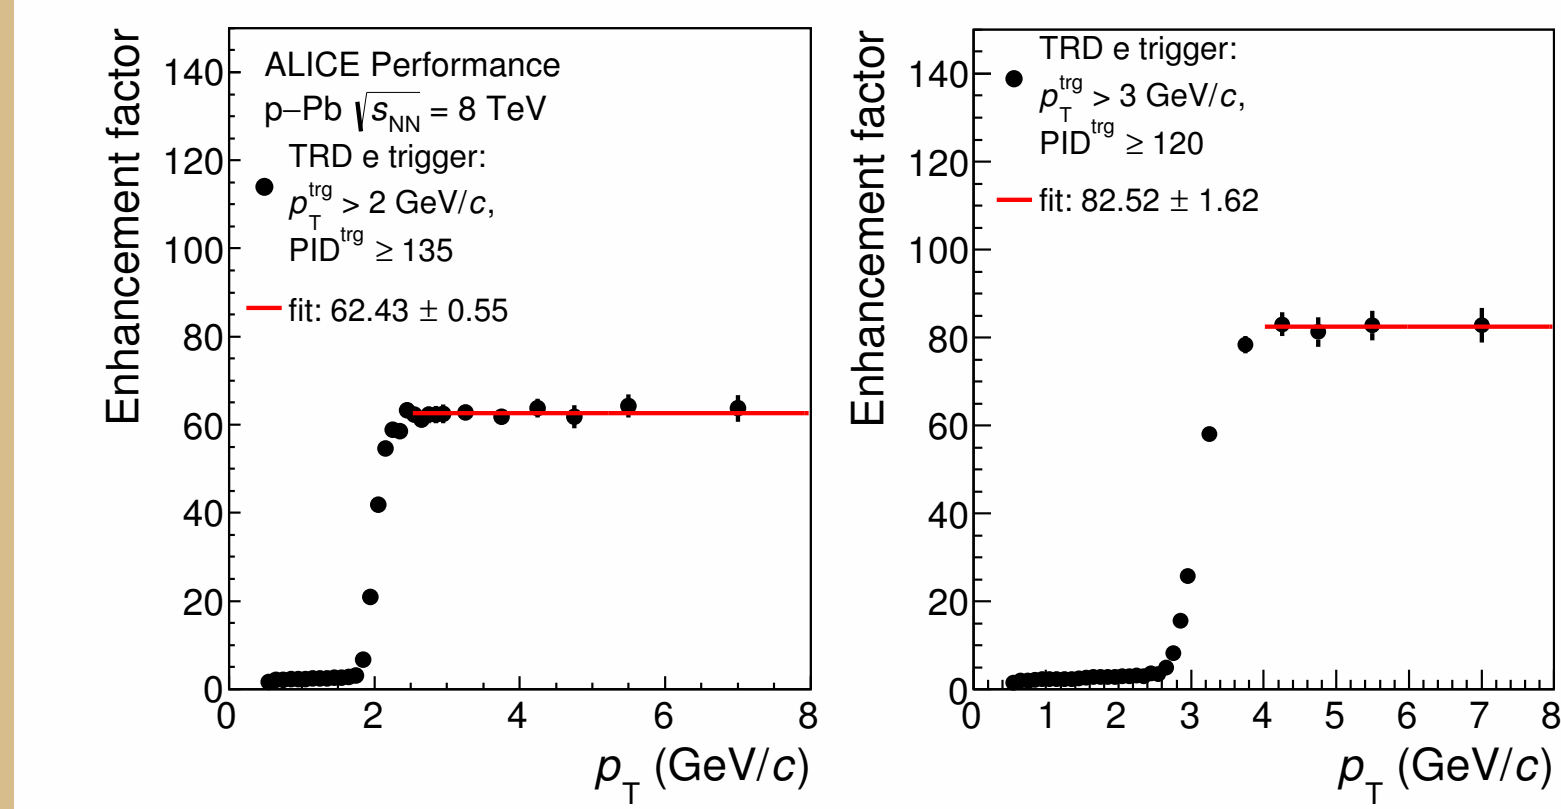 Enhancement factor
140
120
100
80
60
40
20
0
ALICE Performance
p−Pb √sNN = 8 TeV
TRD e trigger:
pTtrg > 2 GeV/c,
PIDtrg ≥ 135
fit: 62.43 ± 0.55
0 2 4 6 8
pT (GeV/c)
Enhancement factor
140
120
100
80
60
40
20
0
TRD e trigger:
pTtrg > 3 GeV/c,
PIDtrg ≥ 120
fit: 82.52 ± 1.62
0 1 2 3 4 5 6 7 8
pT (GeV/c)